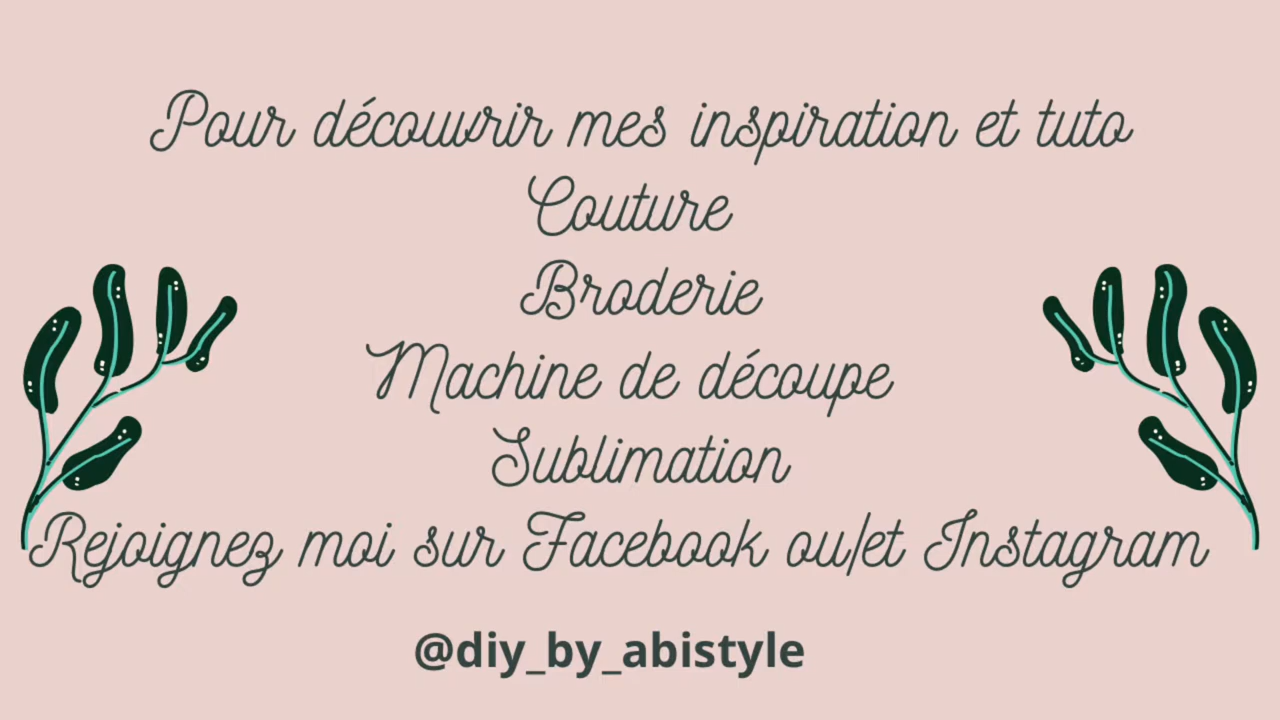 Pour découvrir mes inspiration et tuto
Couture
Broderie
Machine de découpe
Sublimation
Rejoignez moi sur Facebook ou/et Instagram
@diy_by_abistyle